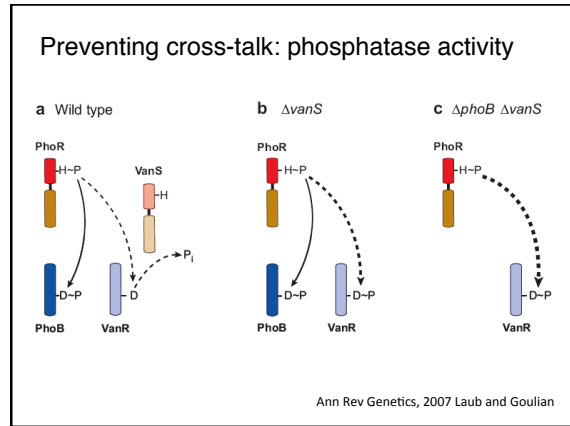 Preventing cross-talk: phosphatase activity
a Wild type
PhoR
H~P
VanS
H
Pi
D~P
D
PhoB
VanR
b ΔvanS
PhoR
H~P
D~P
D~P
PhoB
VanR
c ΔphoB ΔvanS
PhoR
H~P
D~P
VanR
Ann Rev Genetics, 2007 Laub and Goulian